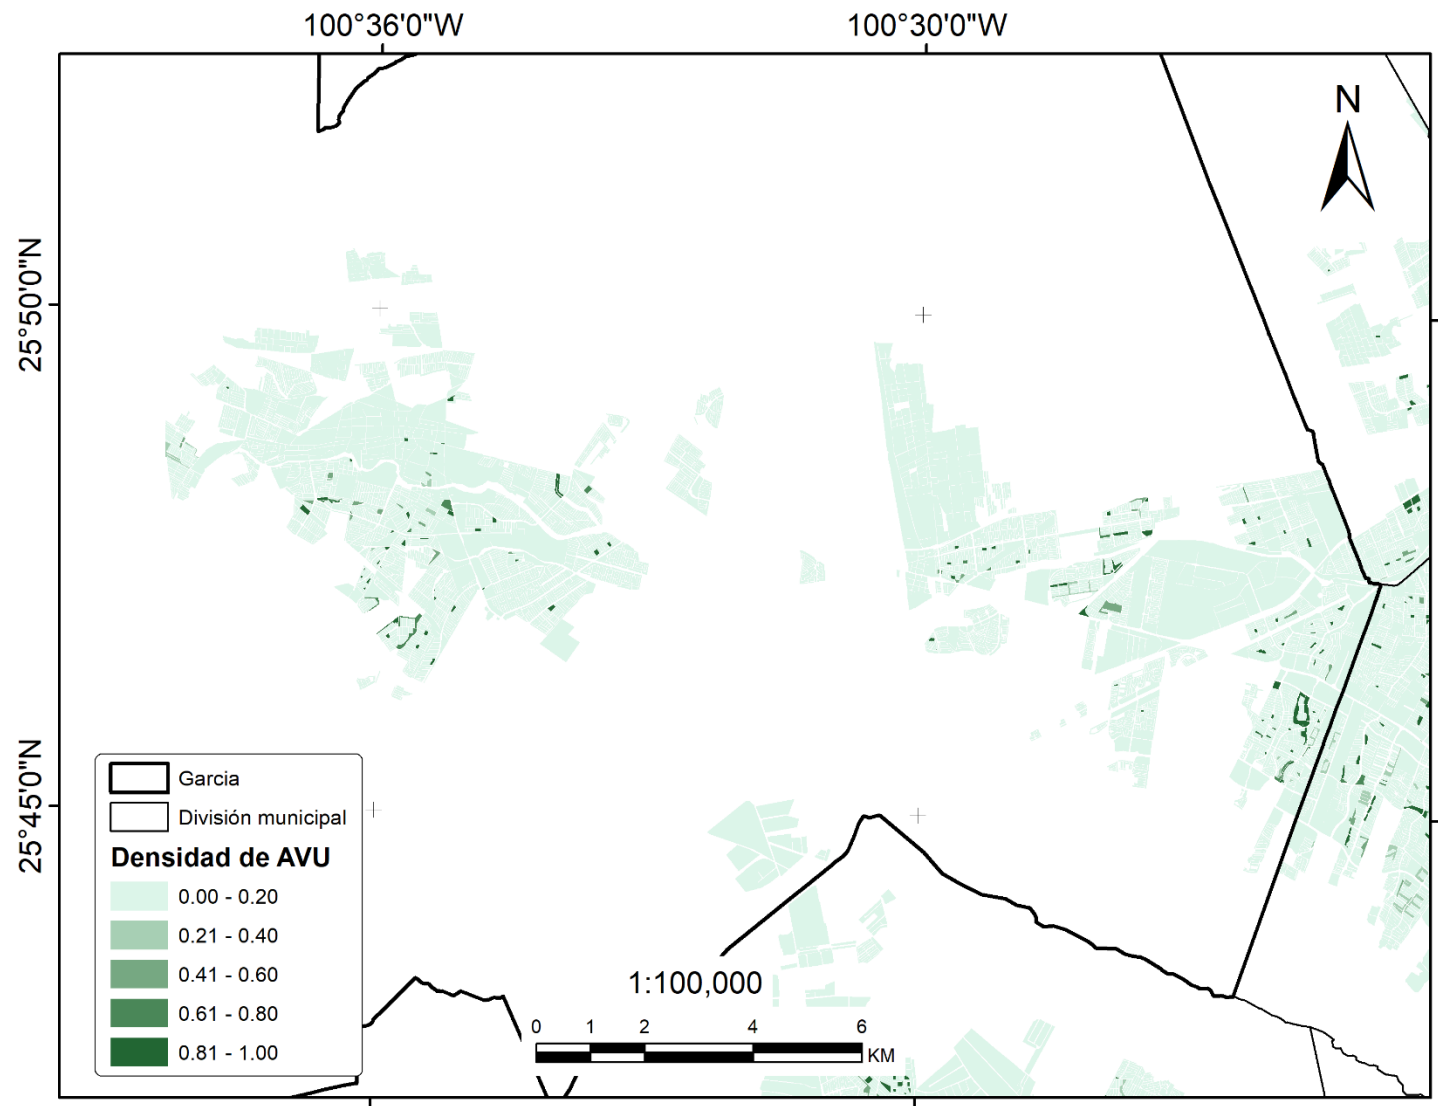 100°36'0"W
100°30'0"W
N
25°50'0"N
25°45'0"N
Garcia
División municipal
Densidad de AVU
0.00 - 0.20
0.21 - 0.40
0.41 - 0.60
0.61 - 0.80
0.81 - 1.00
1:100,000
0 1 2 4 6
KM